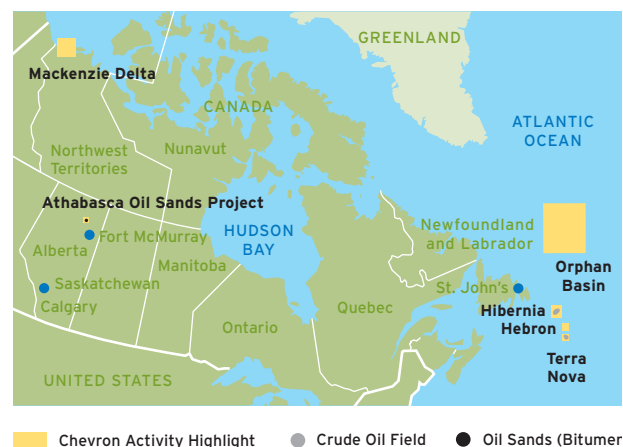 GREENLAND
Mackenzie Delta
CANADA
ATLANTIC
OCEAN
Northwest
Territories
Nunavut
Athabasca Oil Sands Project
Fort McMurray
HUDSON
BAY
Newfoundland
and Labrador
Alberta
Manitoba
Orphan
Basin
Saskatchewan
St. John's
Calgary
Quebec
Hibernia
Hebron
Ontario
Terra
Nova
UNITED STATES
Chevron Activity Highlight
Crude Oil Field
Oil Sands (Bitumen